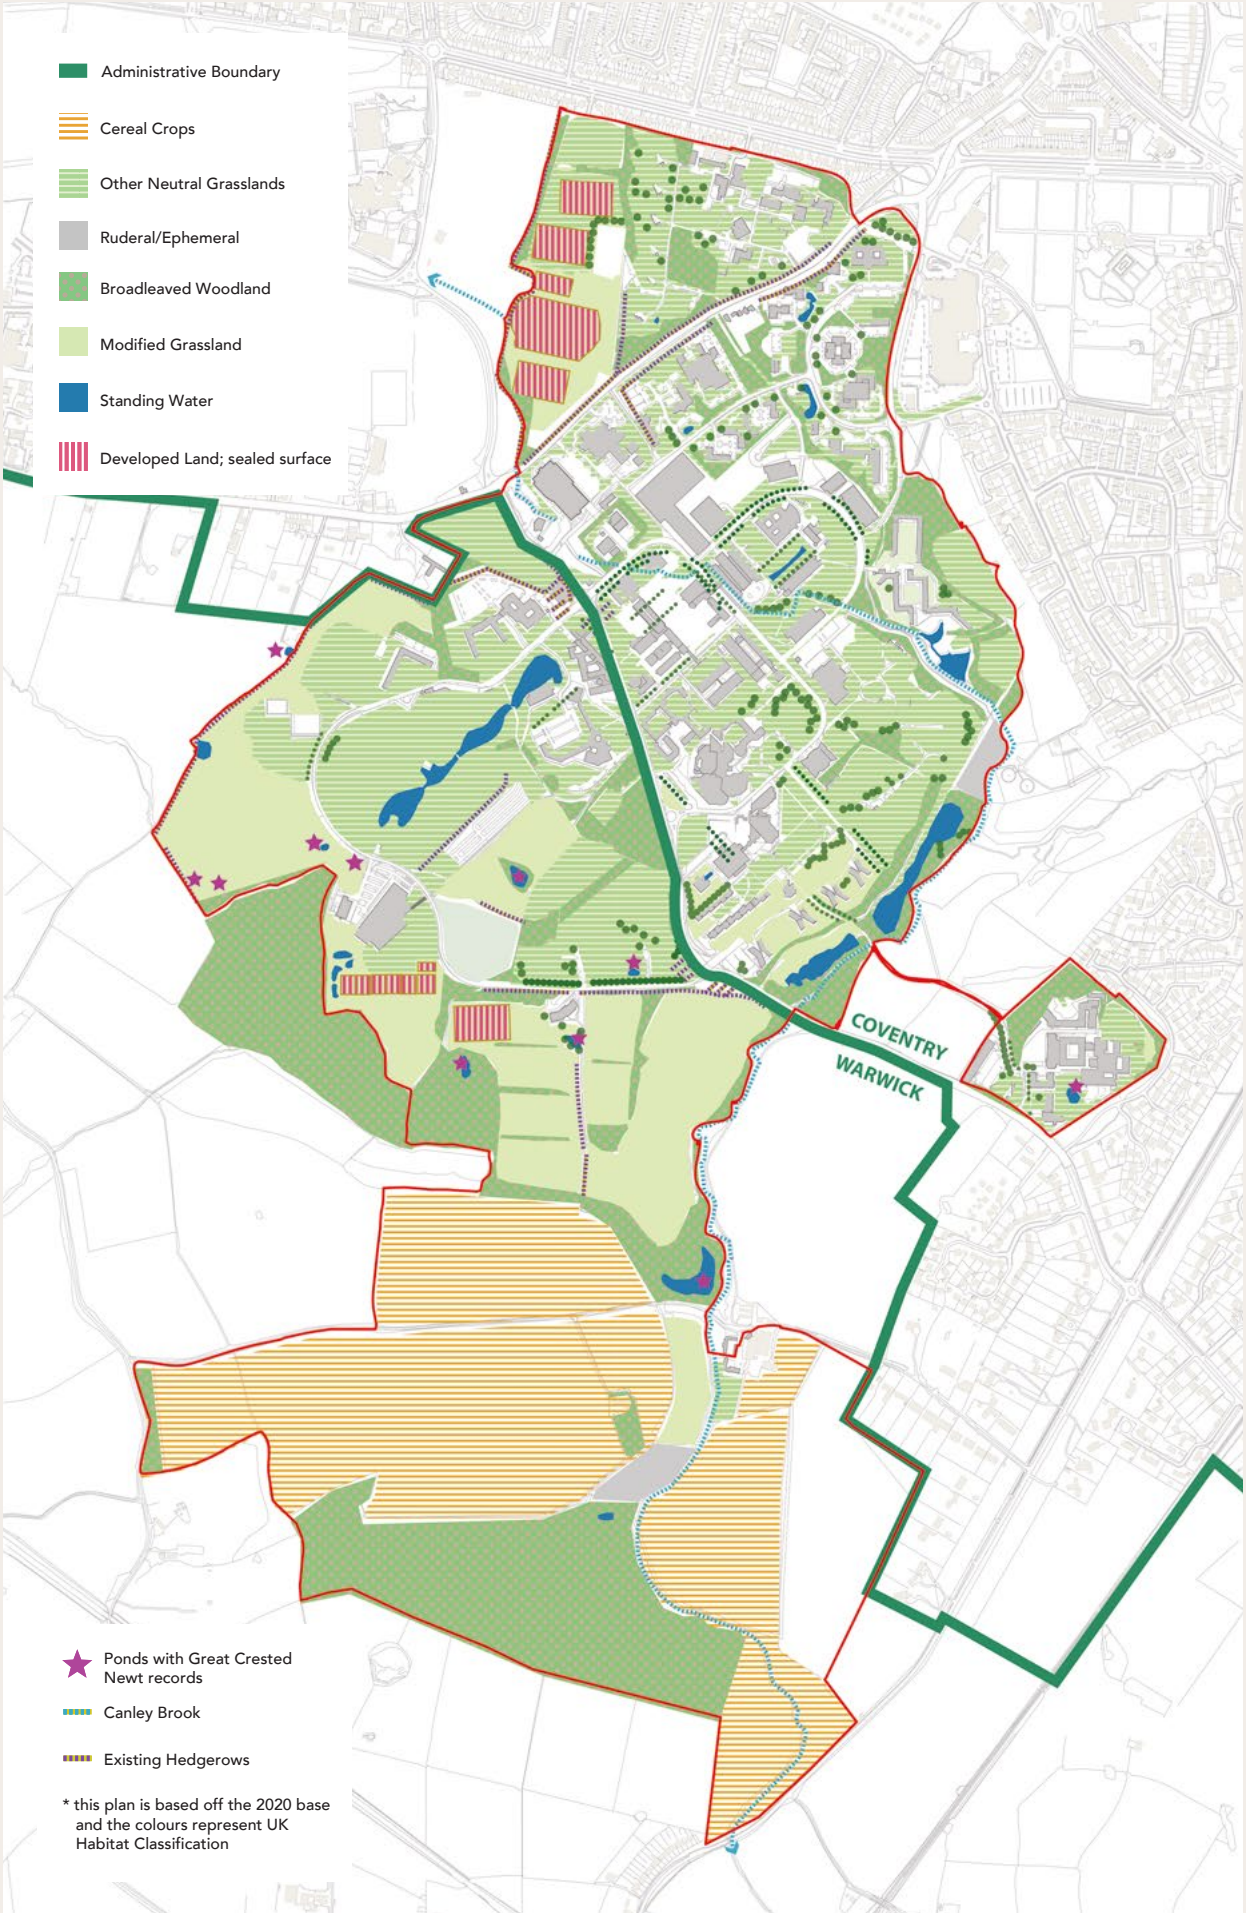 Administrative Boundary
Cereal Crops
Other Neutral Grasslands
Ruderal/Ephemeral
Broadleaved Woodland
Modified Grassland
Standing Water
Developed Land; sealed surface
COVENTRY
WARWICK
Ponds with Great Crested
Newt records
Canley Brook
Existing Hedgerows
* this plan is based off the 2020 base
and the colours represent UK
Habitat Classification